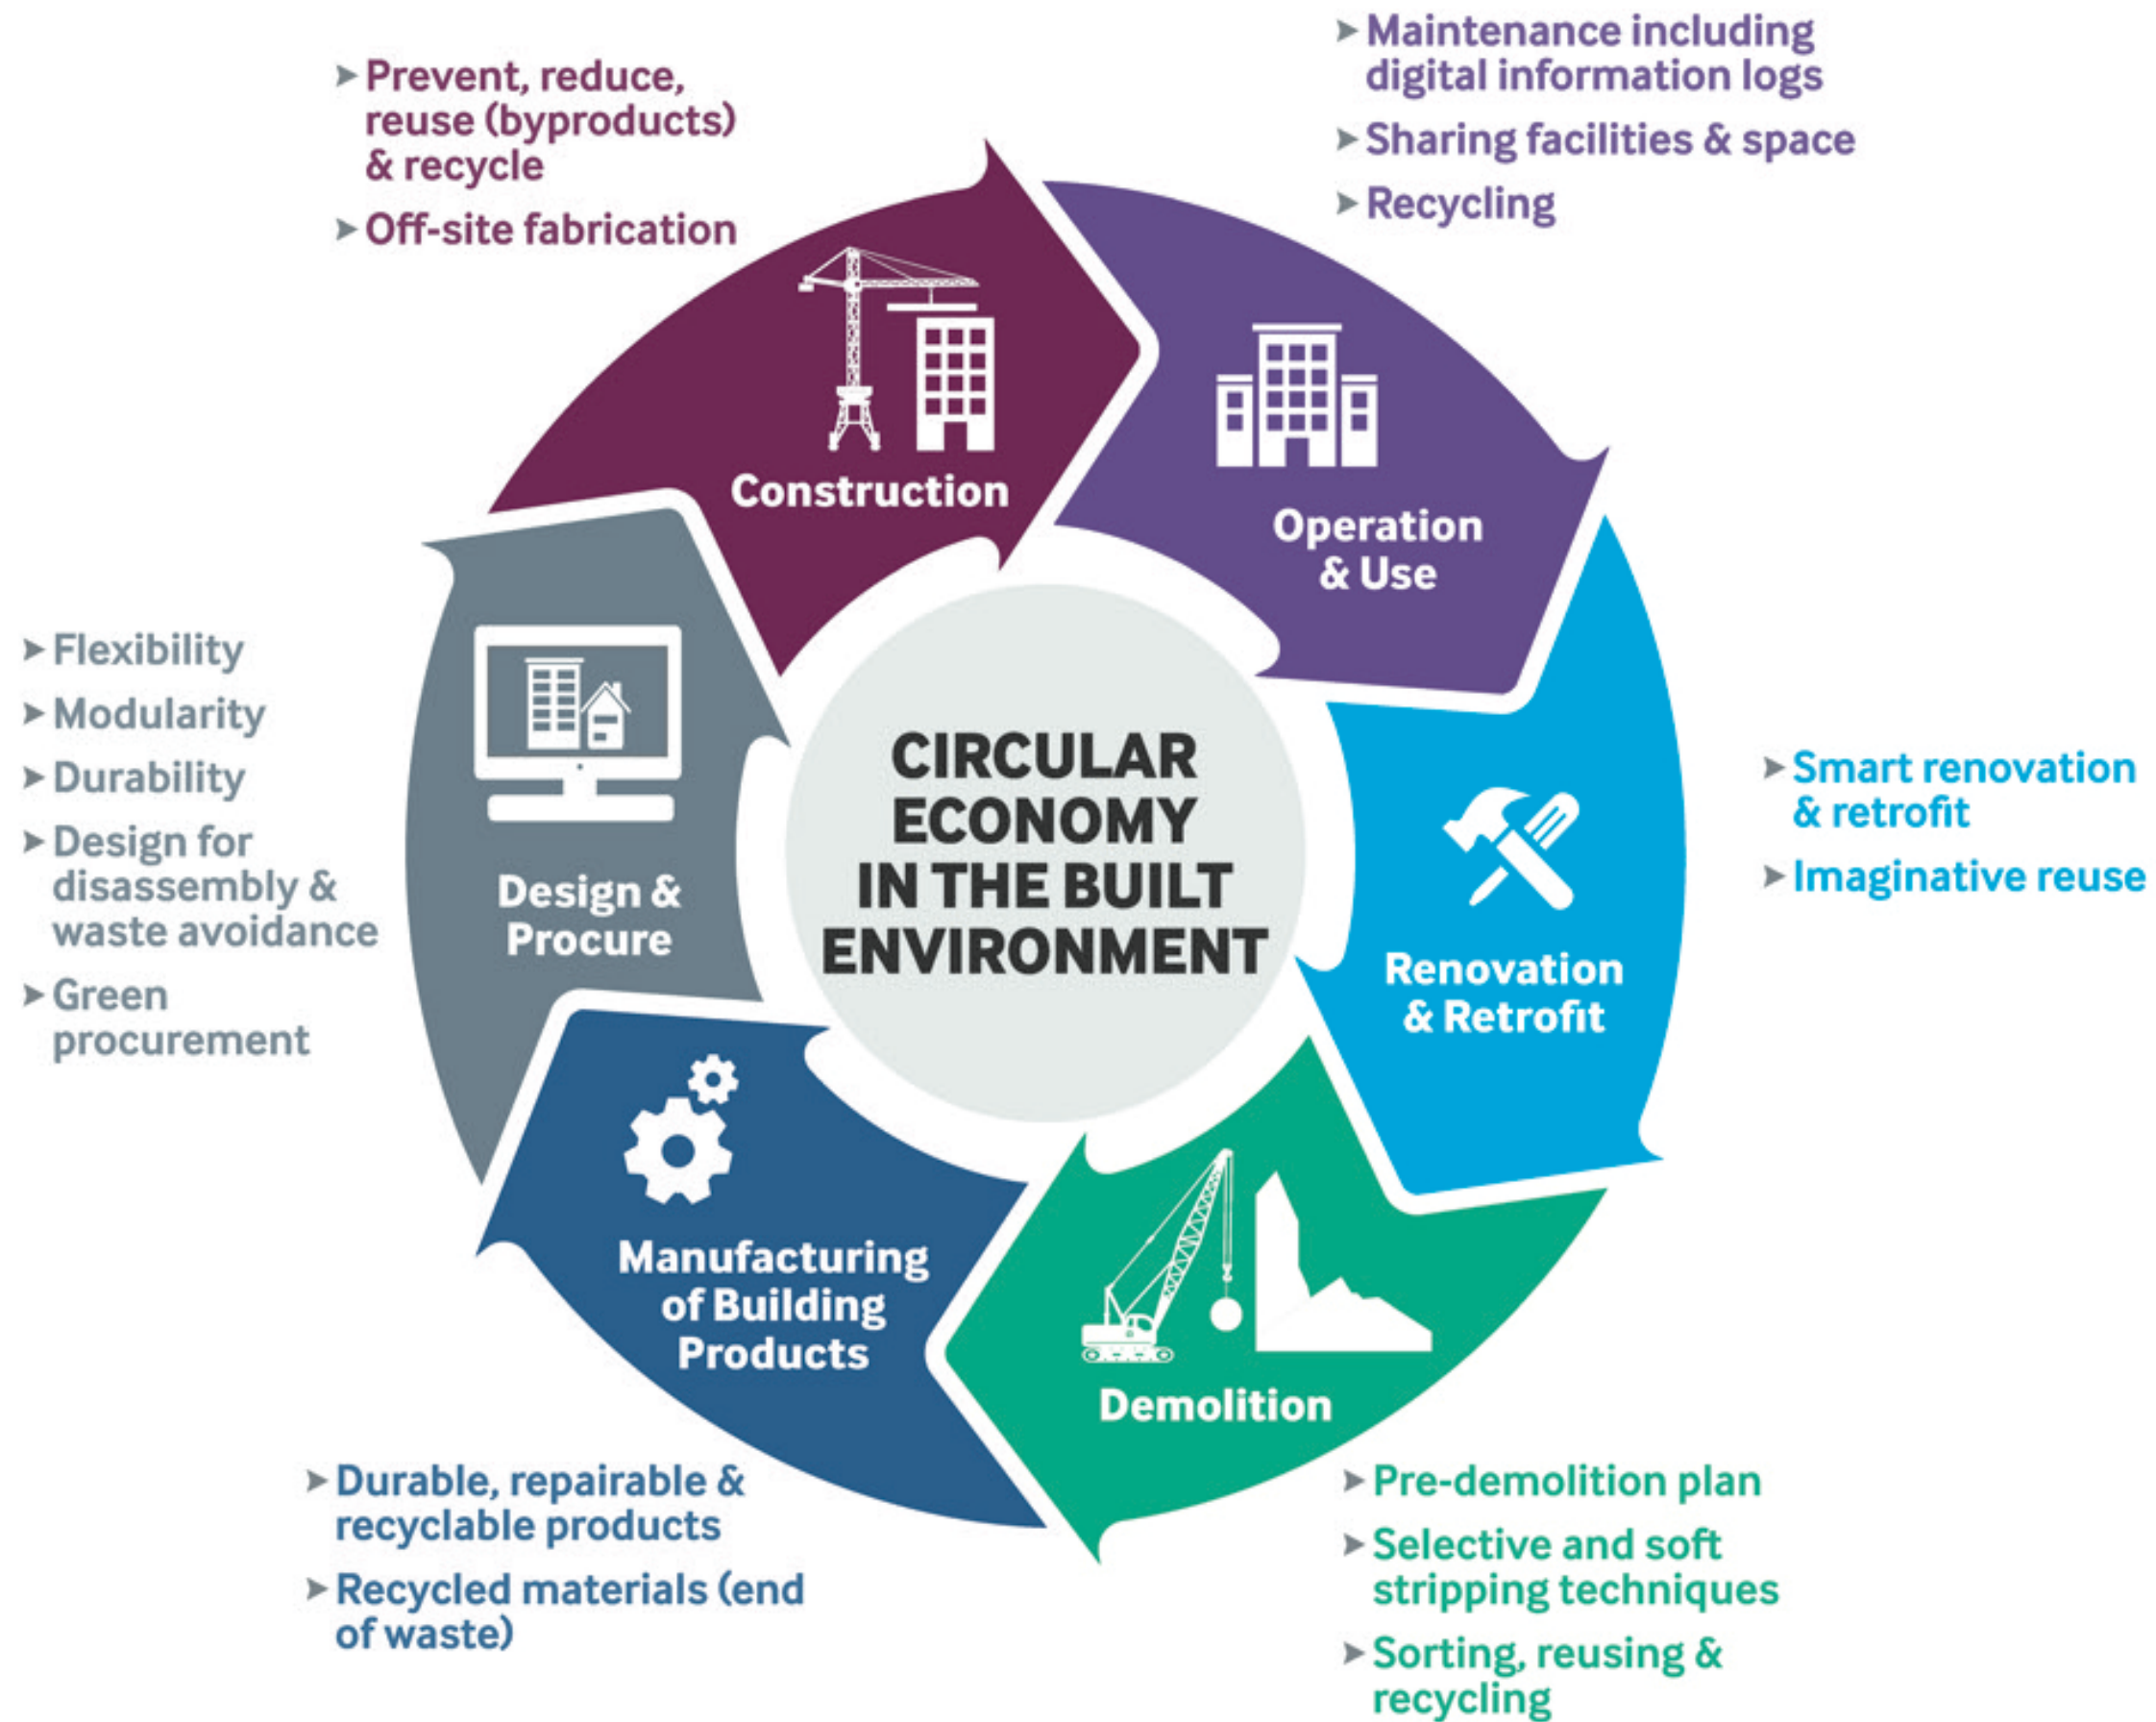 Prevent, reduce,
reuse (byproducts)
& recycle
Off-site fabrication
Maintenance including
digital information logs
Sharing facilities & space
Recycling
Construction
Operation
& Use
Flexibility
Modularity
Durability
Design for
disassembly &
waste avoidance
Green
procurement
Design &
Procure
CIRCULAR
ECONOMY
IN THE BUILT
ENVIRONMENT
Renovation
& Retrofit
Smart renovation
& retrofit
Imaginative reuse
Manufacturing
of Building
Products
Demolition
Durable, repairable &
recyclable products
Recycled materials (end
of waste)
Pre-demolition plan
Selective and soft
stripping techniques
Sorting, reusing &
recycling